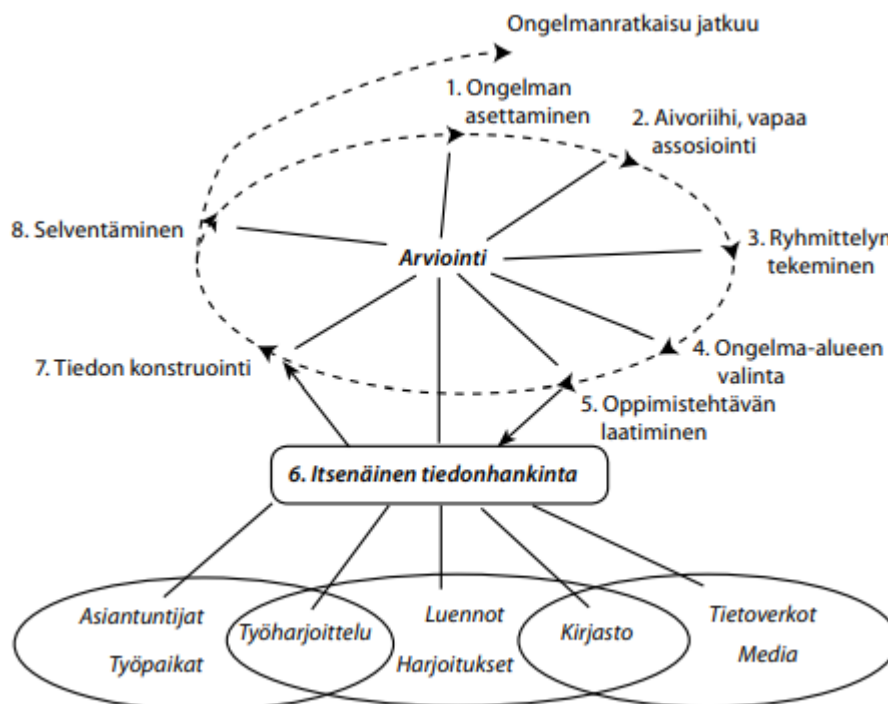 Ongelmanratkaisu jatkuu
1. Ongelman
asettaminen
2. Aivoriihi, vapaa
assosiointi
3. Ryhmittelyn
tekeminen
4. Ongelma-alueen
valinta
5. Oppimistehtävän
laatiminen
6. Itsenäinen tiedonhankinta
7. Tiedon konstruointi
8. Selventäminen
Arviointi
Asiantuntijat
Työpaikat
Työharjoittelu
Luennot
Harjoitukset
Kirjasto
Tietoverkot
Media